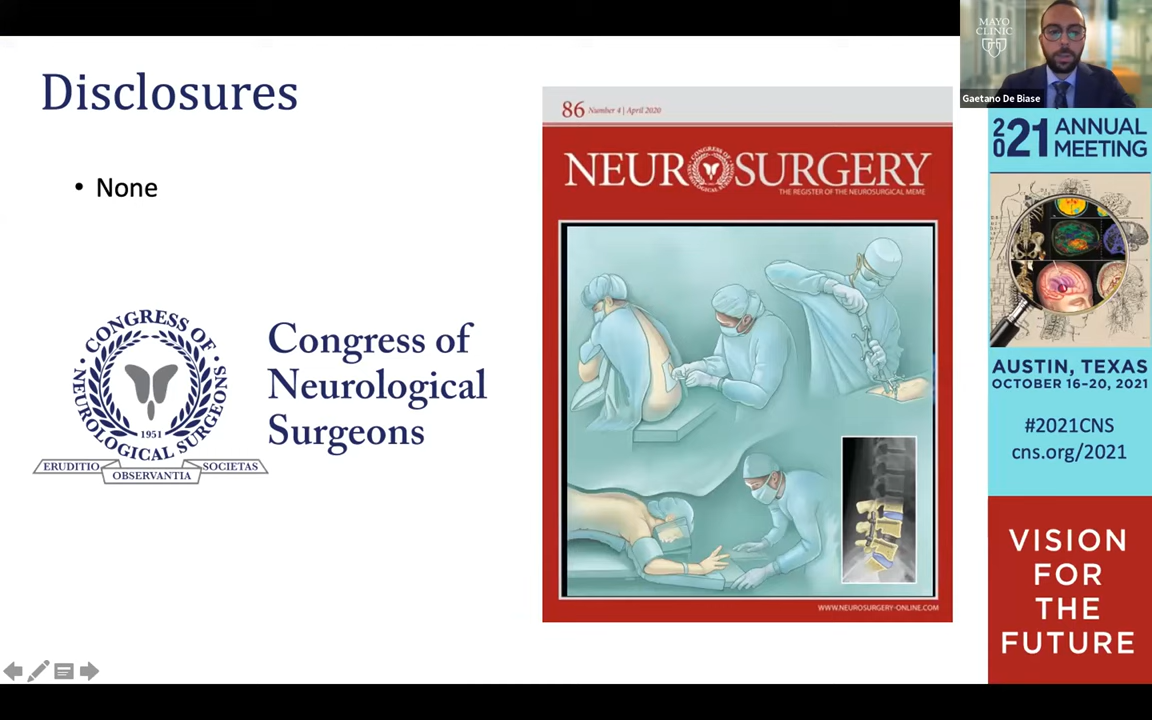 Disclosures
• None
CONGRESS OF
NEUROLOGICAL SURGEONS
1951
ERUDITIO
OBSERVANTIA
SOCIETAS
Congress of
Neurological
Surgeons
86 Number 4 | April 2020
NEUROSURGERY
CONGRESS OF
THE REGISTER OF THE NEUROSURGICAL MEME
WWW.NEUROSURGERY-ONLINE.COM
MAYO
CLINIC
Gaetano De Biase
2021 ANNUAL
MEETING
AUSTIN, TEXAS
OCTOBER 16–20, 2021
#2021CNS
cns.org/2021
VISION
FOR
THE
FUTURE